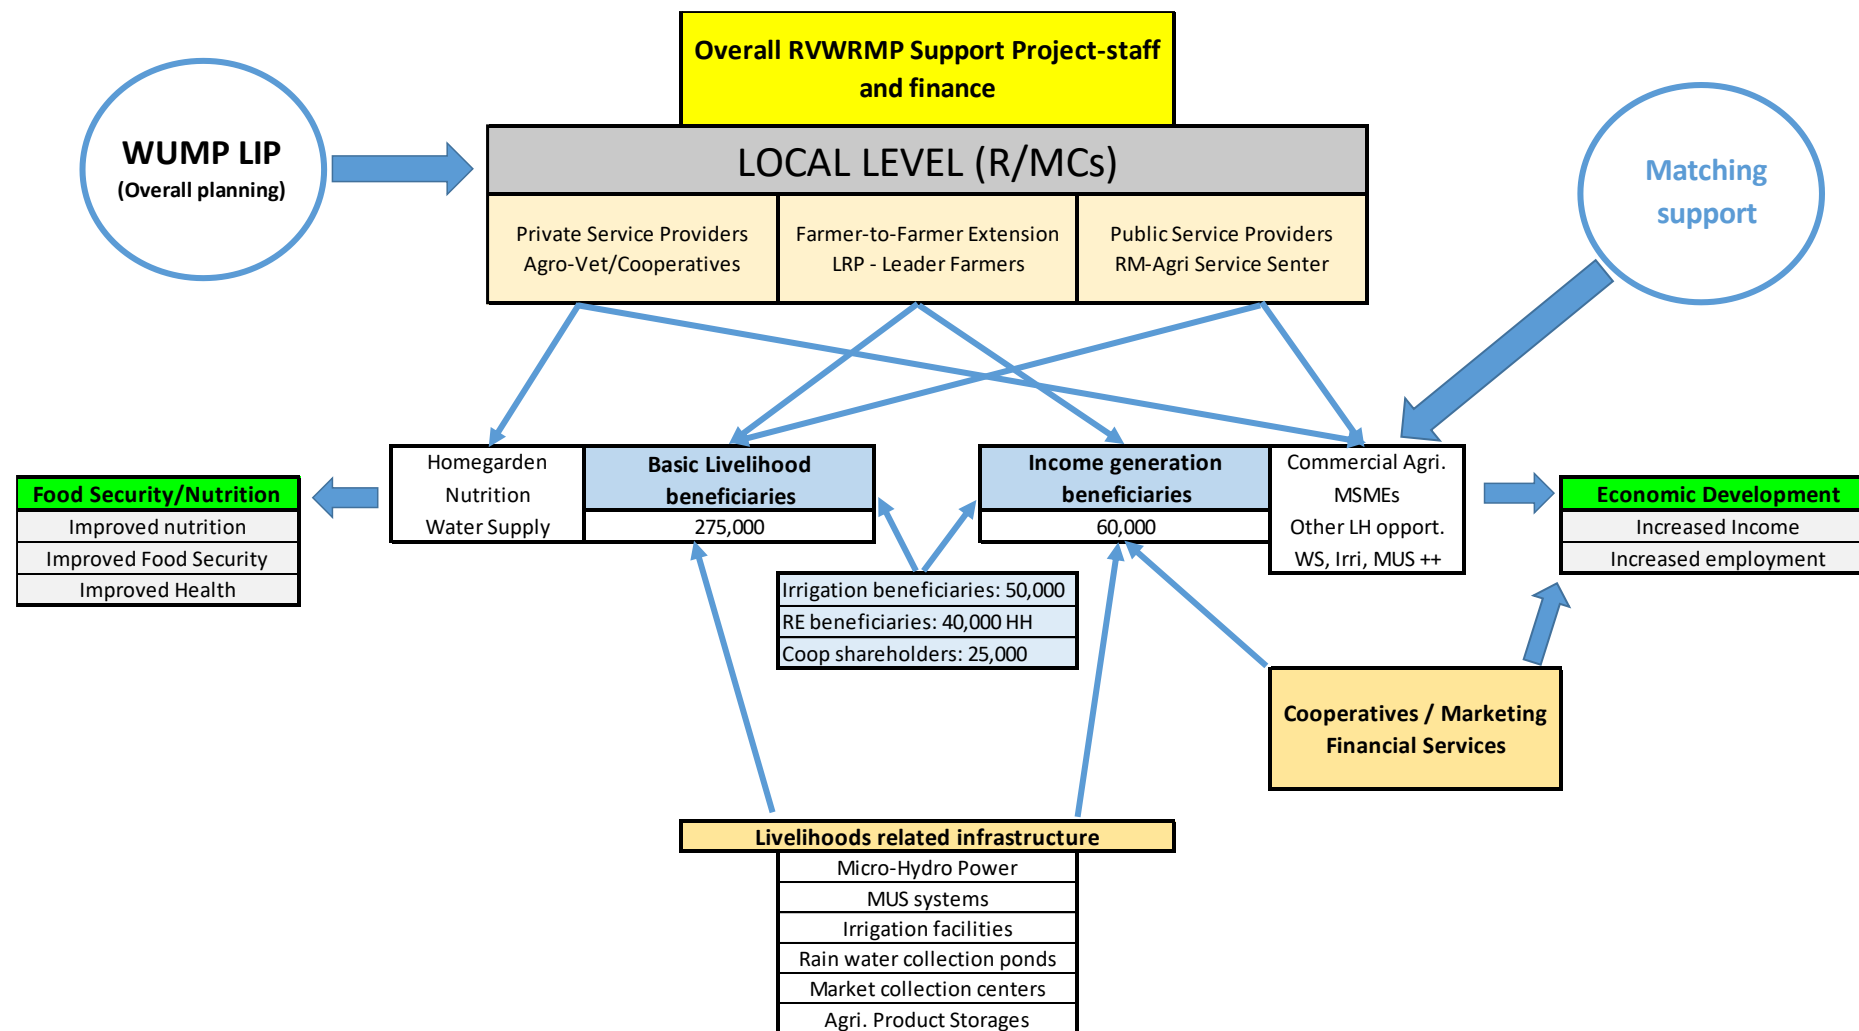 Overall RVWRMP Support Project-staff
and finance
WUMP LIP
(Overall planning)
LOCAL LEVEL (R/MCs)
Matching
support
Private Service Providers
Agro-Vet/Cooperatives
Farmer-to-Farmer Extension
LRP - Leader Farmers
Public Service Providers
RM-Agri Service Senter
Food Security/Nutrition
Improved nutrition
Improved Food Security
Improved Health
Homegarden
Nutrition
Water Supply
Basic Livelihood
beneficiaries
275,000
Income generation
beneficiaries
60,000
Commercial Agri.
MSMEs
Other LH opport.
WS, Irri, MUS ++
Economic Development
Increased Income
Increased employment
Irrigation beneficiaries: 50,000
RE beneficiaries: 40,000 HH
Coop shareholders: 25,000
Cooperatives / Marketing
Financial Services
Livelihoods related infrastructure
Micro-Hydro Power
MUS systems
Irrigation facilities
Rain water collection ponds
Market collection centers
Agri. Product Storages